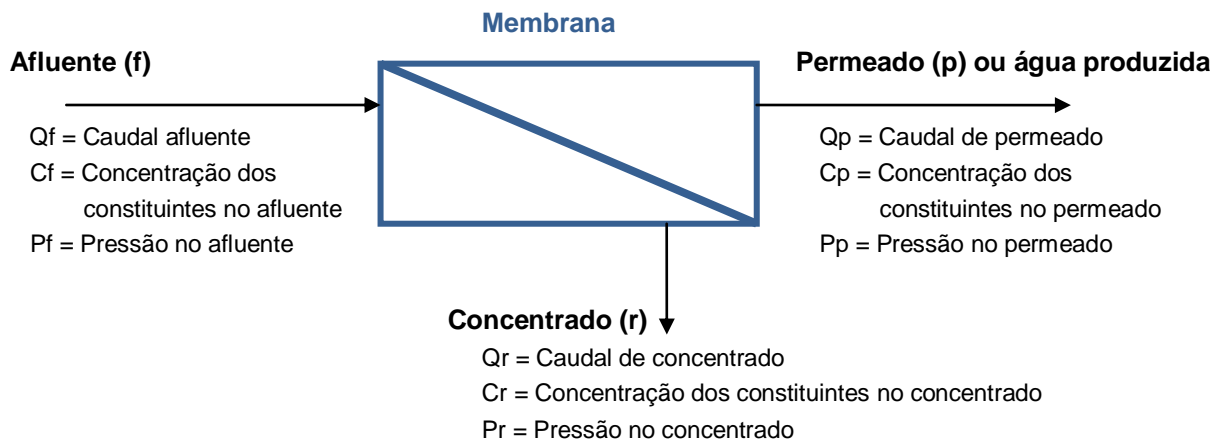 Membrana
Afluente (f)
Qf = Caudal afluente
Cf = Concentração dos
constituintes no afluente
Pf = Pressão no afluente
Permeado (p) ou água produzida
Qp = Caudal de permeado
Cp = Concentração dos
constituintes no permeado
Pp = Pressão no permeado
Concentrado (r)
Qr = Caudal de concentrado
Cr = Concentração dos constituintes no concentrado
Pr = Pressão no concentrado